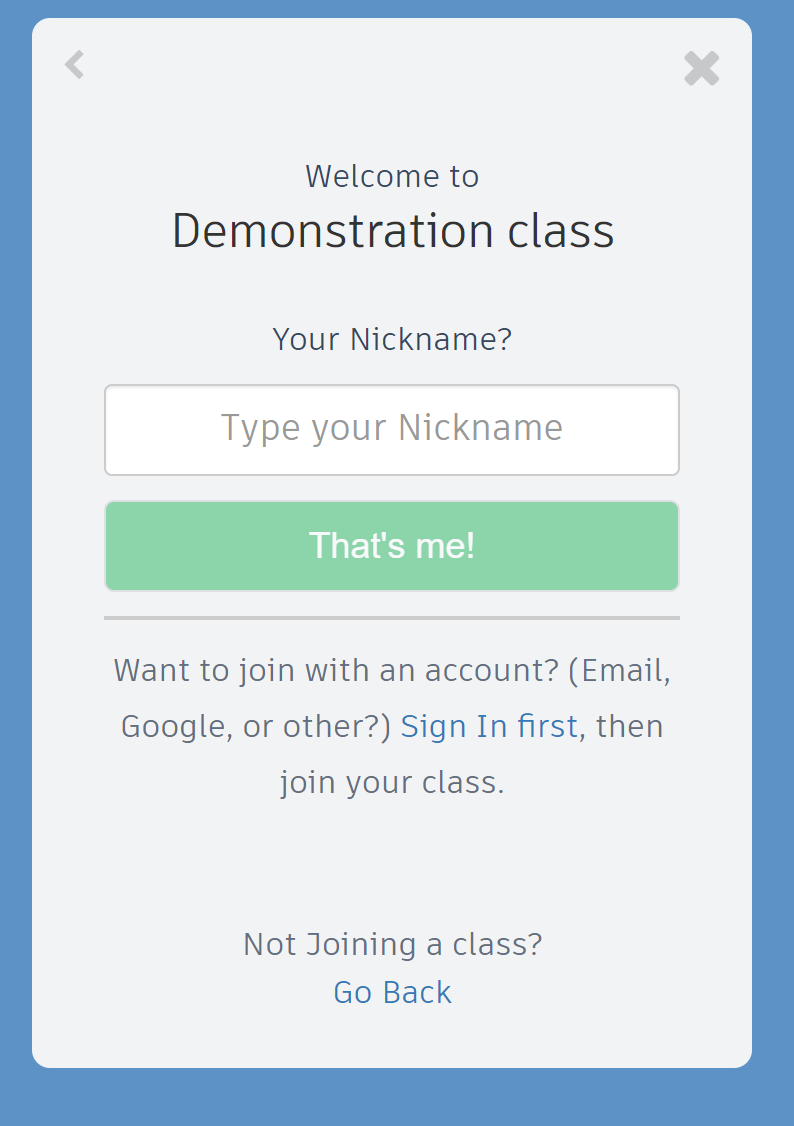 Welcome to
Demonstration class
Your Nickname?
Type your Nickname
That's me!
Want to join with an account? (Email,
Google, or other?) Sign In first, then
join your class.
Not Joining a class?
Go Back